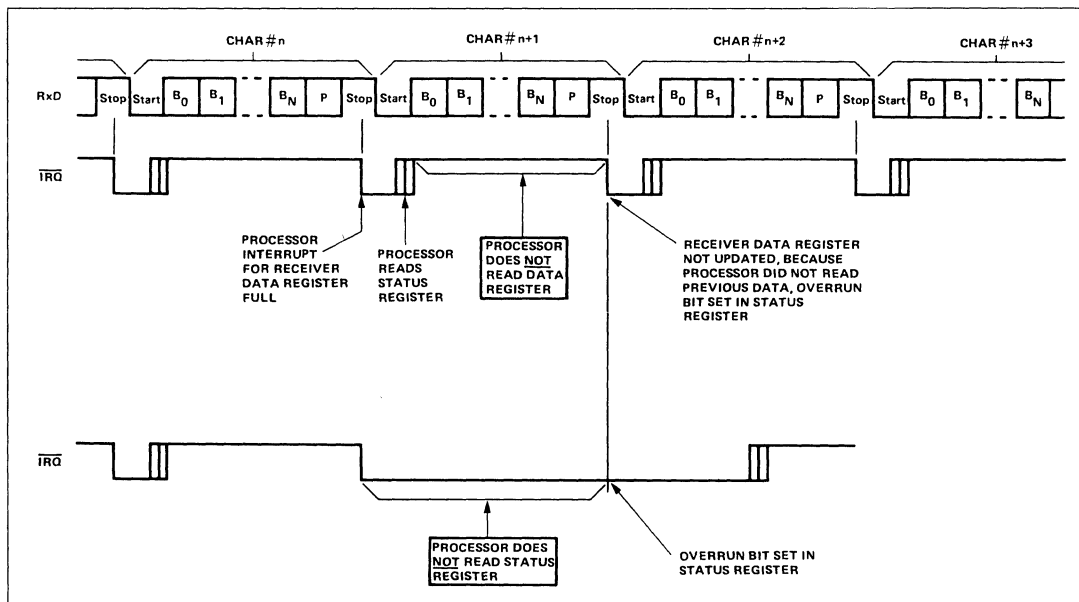 CHAR#n CHAR#n+1 CHAR#n+2 CHAR#n+3
RxD Stop Start B0 B1 BN P Stop Start B0 B1 BN P Stop Start B0 B1 BN P Stop Start B0 B1 BN
IRQ
PROCESSOR
INTERRUPT
FOR RECEIVER
DATA REGISTER
FULL
PROCESSOR
READS
STATUS
REGISTER
PROCESSOR
DOES NOT
READ DATA
REGISTER
RECEIVER DATA REGISTER
NOT UPDATED, BECAUSE
PROCESSOR DID NOT READ
PREVIOUS DATA, OVERRUN
BIT SET IN STATUS
REGISTER
IRQ
PROCESSOR DOES
NOT READ STATUS
REGISTER
OVERRUN BIT SET IN
STATUS REGISTER